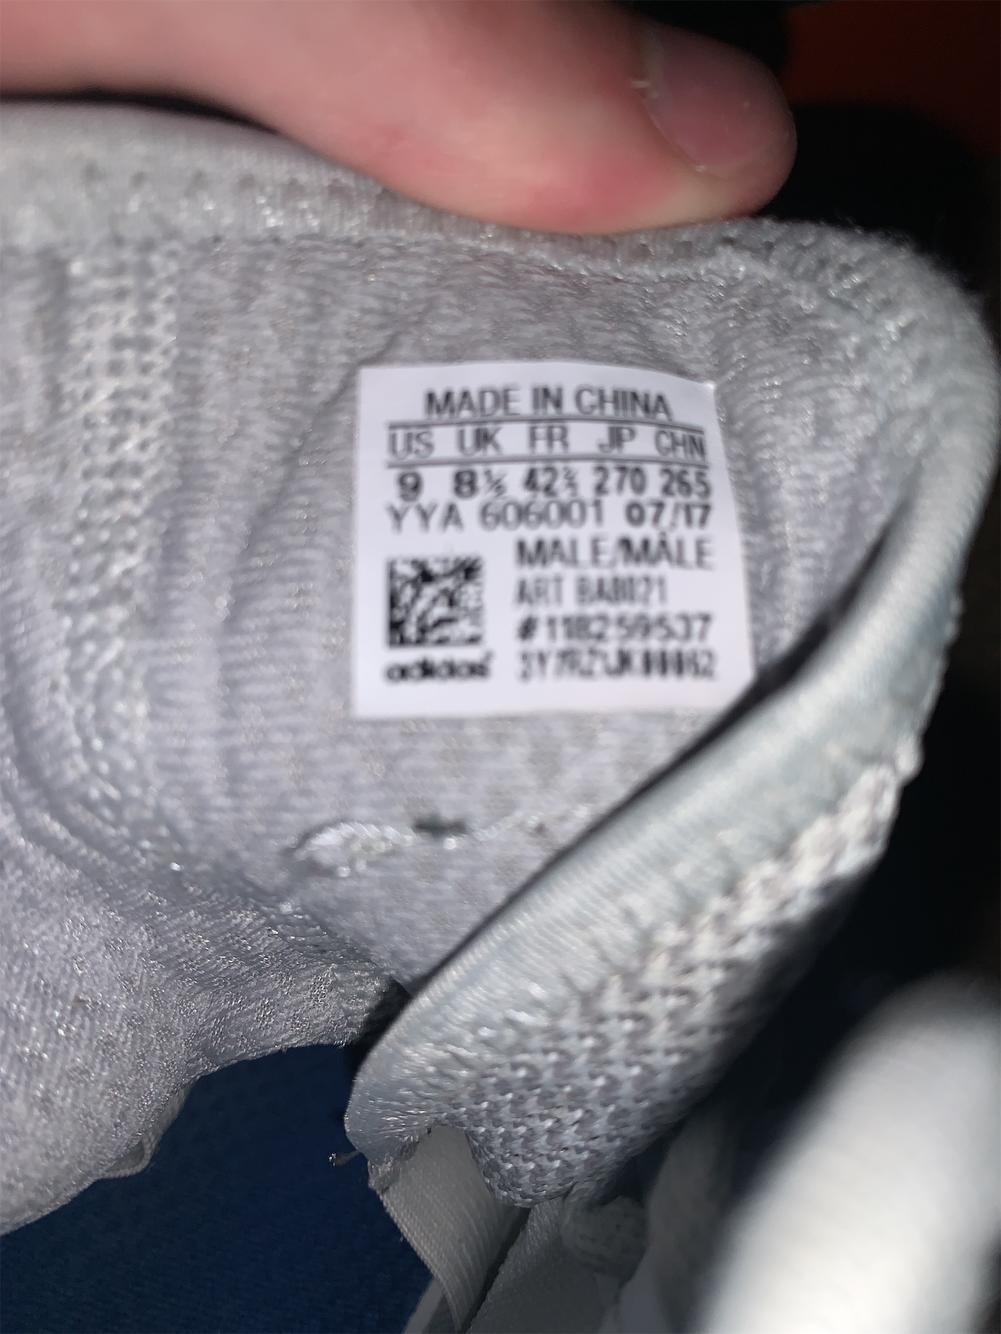 MADE IN CHINA
US UK FR JP CHN
9 8½ 42⅔ 270 265
YYA 606001 07/17
MALE/MÂLE
ART
#118259537
adidas